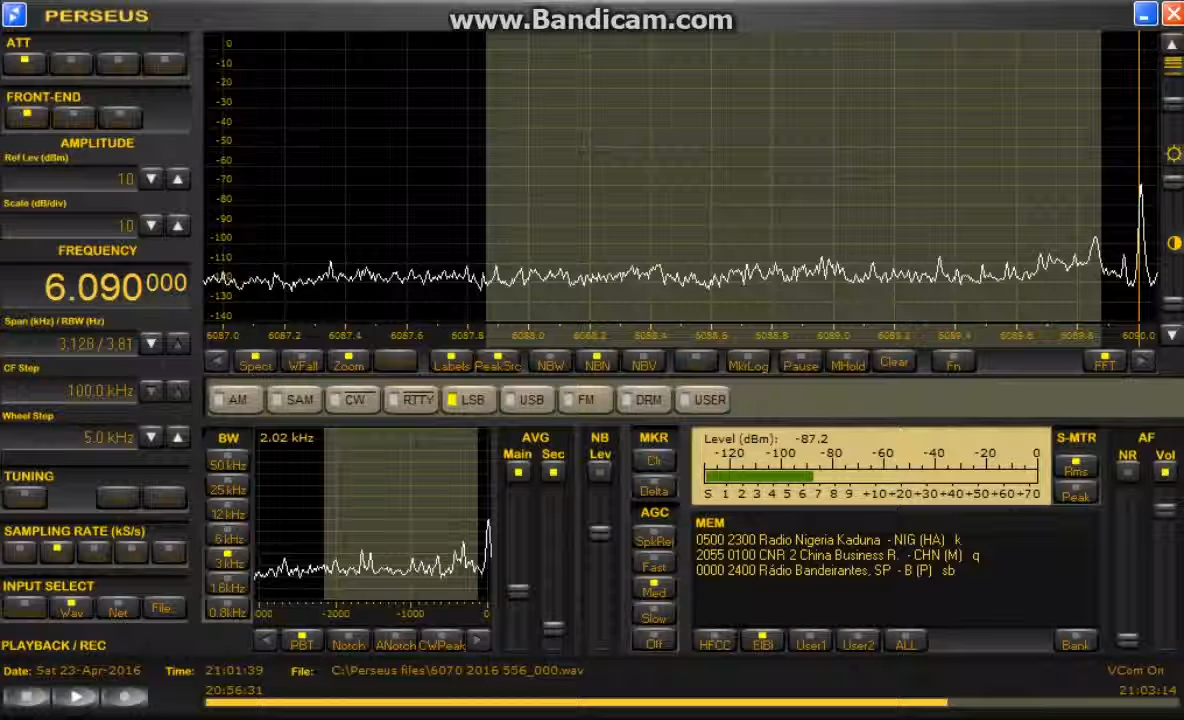 PERSEUS
www.Bandicam.com
ATT
FRONT-END
AMPLITUDE
Ref Lev (dBm)
10
Scale (dB/div)
10
FREQUENCY
6.090000
Span (kHz) / RBW (Hz)
3.128 / 3.81
CF Step
100.0 kHz
Wheel Step
5.0 kHz
TUNING
SAMPLING RATE (kS/s)
INPUT SELECT
Wav Net File
PLAYBACK / REC
0
-10
-20
-30
-40
-50
-60
-70
-80
-90
-100
-110
-120
-130
-140
6087.0 6087.2 6087.4 6087.6 6087.8 6088.0 6088.2 6088.4 6088.6 6088.8 6089.0 6089.2 6089.4 6089.6 6089.8 6090.0
Spect WFall Zoom Labels PeakSrc NBW NBN NBV MkrLog Pause MHold Clear Fn FFT
AM SAM CW RTTY LSB USB FM DRM USER
BW
50 kHz
25 kHz
12 kHz
6 kHz
3 kHz
1.6 kHz
0.8kHz
2.02 kHz
000 -2000 -1000 0
PBT Notch ANotch CWPeak
AVG
Main Sec
NB
Lev
MKR
Ch
Delta
AGC
SpkRej
Fast
Med
Slow
Off
Level (dBm): -87.2
-120 -100 -80 -60 -40 -20 0
S 1 2 3 4 5 6 7 8 9 +10+20+30+40+50+60+70
S-MTR
Rms
Peak
AF
NR Vol
MEM
0500 2300 Radio Nigeria Kaduna - NIG (HA) k
2055 0100 CNR 2 China Business R. - CHN (M) q
0000 2400 Rádio Bandeirantes, SP - B (P) sb
HFCC EIBI User1 User2 ALL Bank
Date: Sat 23-Apr-2016 Time: 21:01:39 File: C:\Perseus files\6070 2016 556_000.wav VCom On
20:56:31 21:03:14